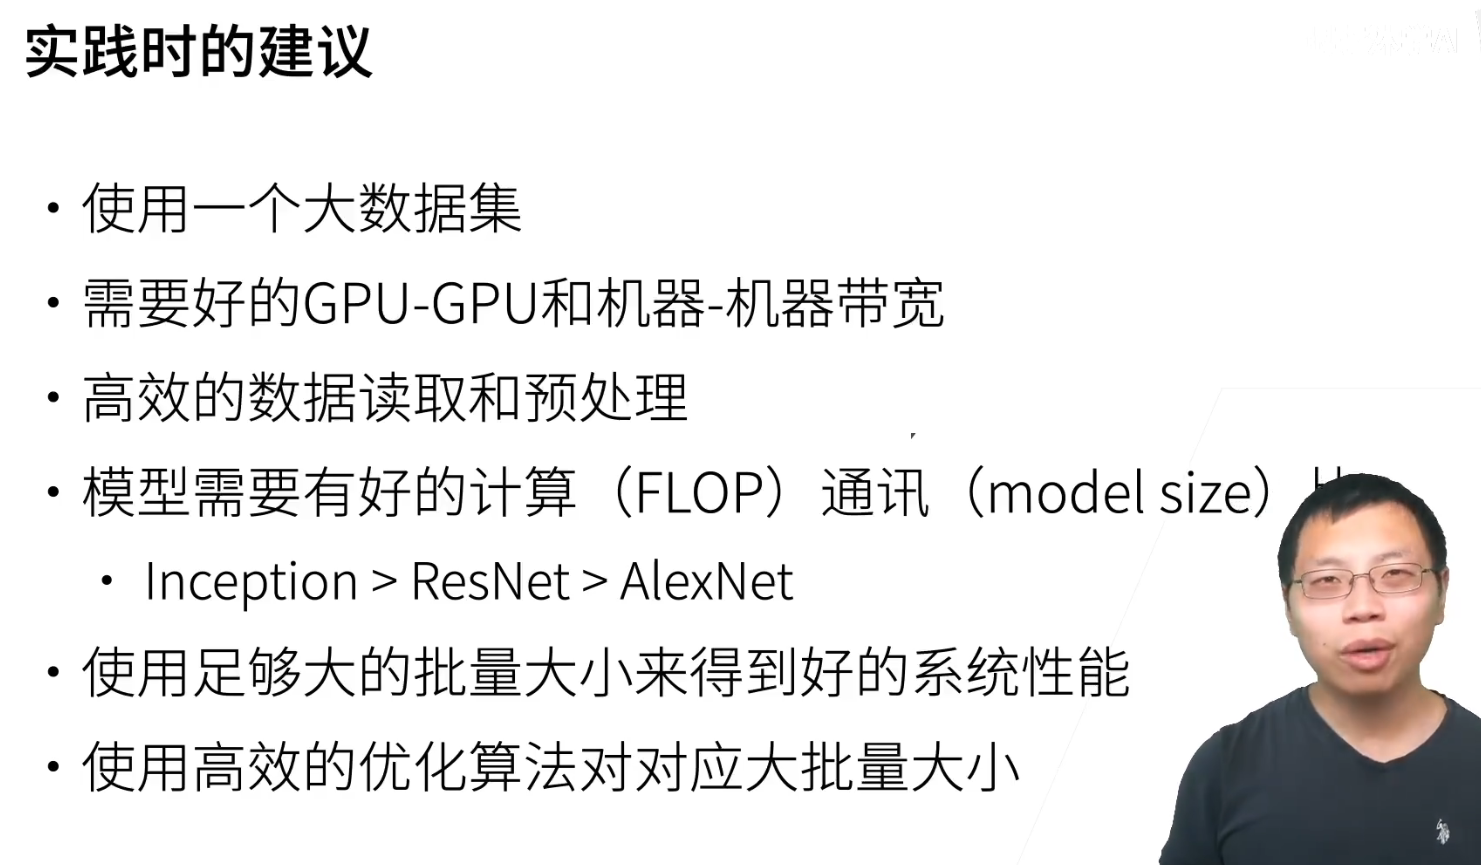 实践时的建议
• 使用一个大数据集
• 需要好的GPU-GPU和机器-机器带宽
• 高效的数据读取和预处理
• 模型需要有好的计算（FLOP）通讯（model size）
• Inception > ResNet > AlexNet
• 使用足够大的批量大小来得到好的系统性能
• 使用高效的优化算法对对应大批量大小